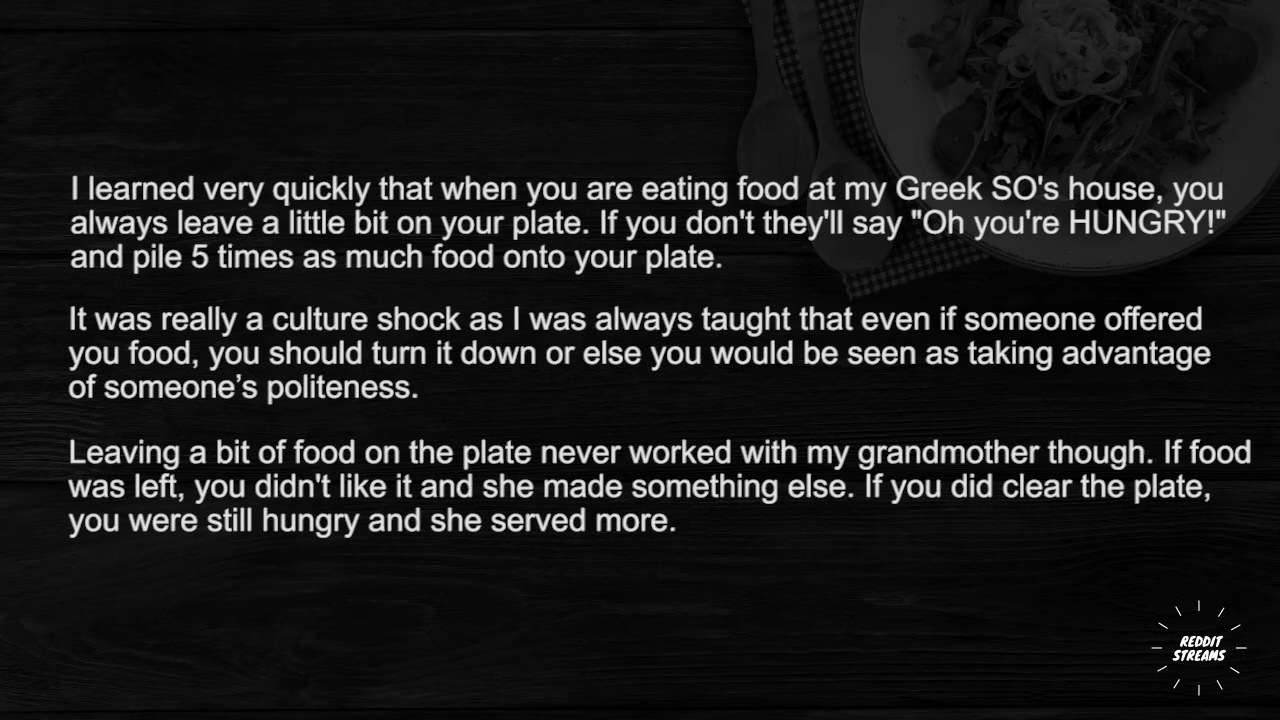 I learned very quickly that when you are eating food at my Greek SO's house, you
always leave a little bit on your plate. If you don't they'll say "Oh you're HUNGRY!"
and pile 5 times as much food onto your plate.
It was really a culture shock as I was always taught that even if someone offered
you food, you should turn it down or else you would be seen as taking advantage
of someone’s politeness.
Leaving a bit of food on the plate never worked with my grandmother though. If food
was left, you didn't like it and she made something else. If you did clear the plate,
you were still hungry and she served more.
REDDIT
STREAMS